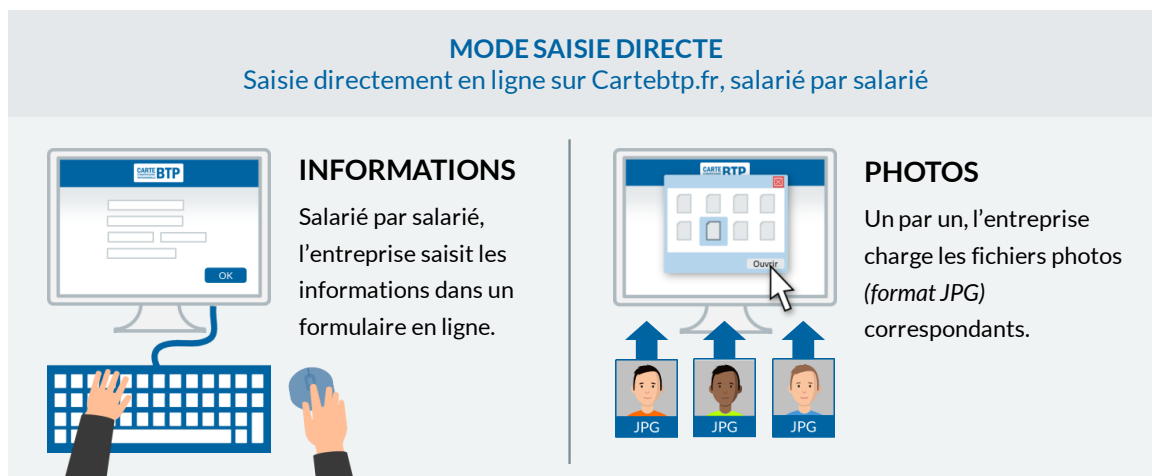 MODE SAISIE DIRECTE
Saisie directement en ligne sur Cartebtp.fr, salarié par salarié
CARTE BTP
OK
INFORMATIONS
Salarié par salarié,
l’entreprise saisit les
informations dans un
formulaire en ligne.
CARTE BTP
Ouvrir
JPG
JPG
JPG
PHOTOS
Un par un, l’entreprise
charge les fichiers photos
(format JPG)
correspondants.